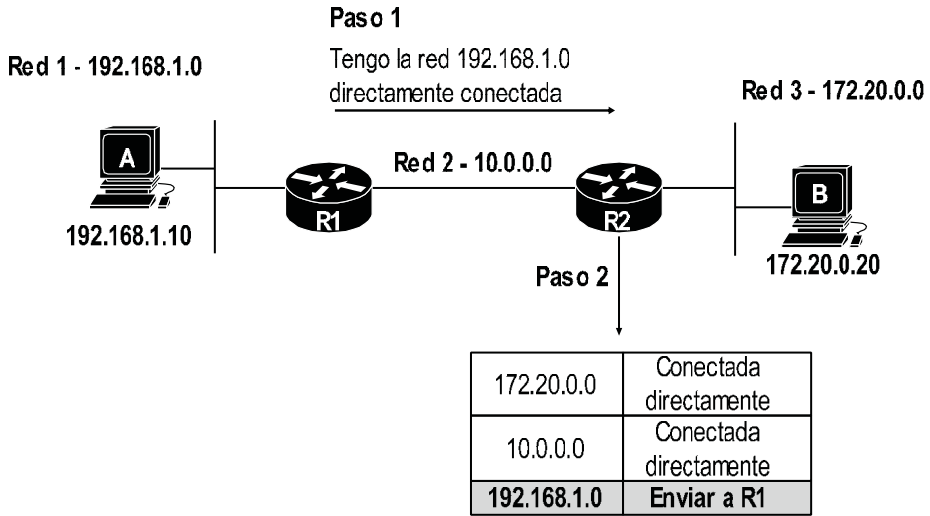 Paso 1
Tengo la red 192.168.1.0
directamente conectada
Red 1 - 192.168.1.0
Red 3 - 172.20.0.0
A
Red 2 - 10.0.0.0
B
R1
R2
192.168.1.10
172.20.0.20
Paso 2
172.20.0.0
Conectada
directamente
10.0.0.0
Conectada
directamente
192.168.1.0
Enviar a R1